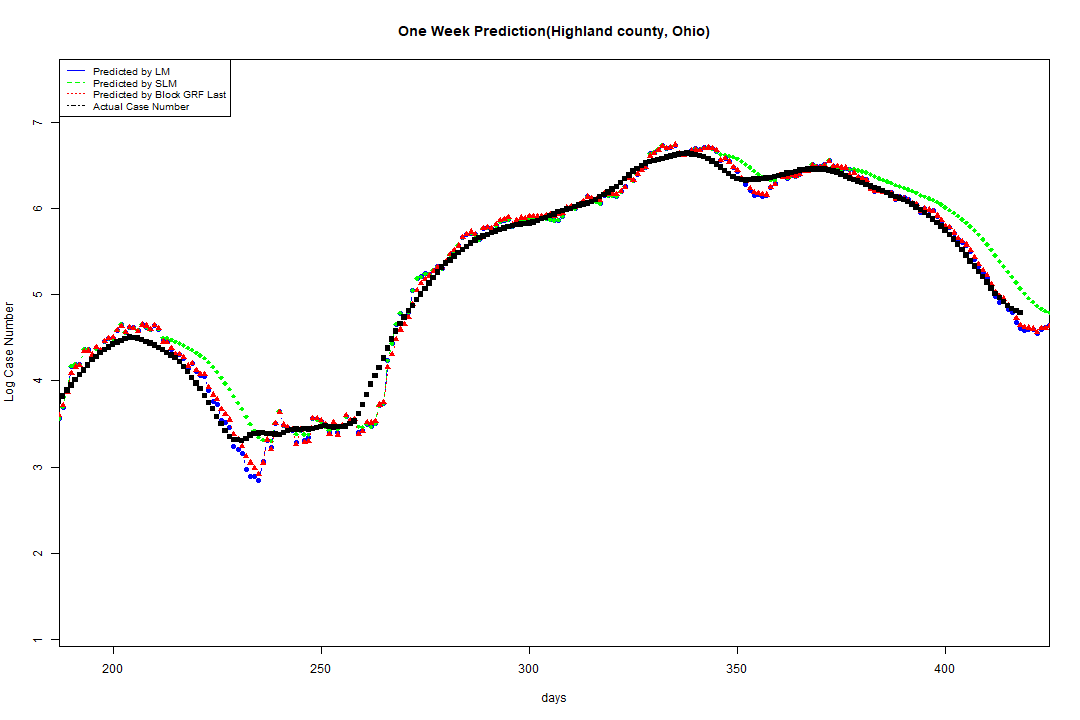 One Week Prediction(Highland county, Ohio)
Predicted by LM
Predicted by SLM
Predicted by Block GRF Last
Actual Case Number
7
6
5
4
3
2
1
Log Case Number
200 250 300 350 400
days